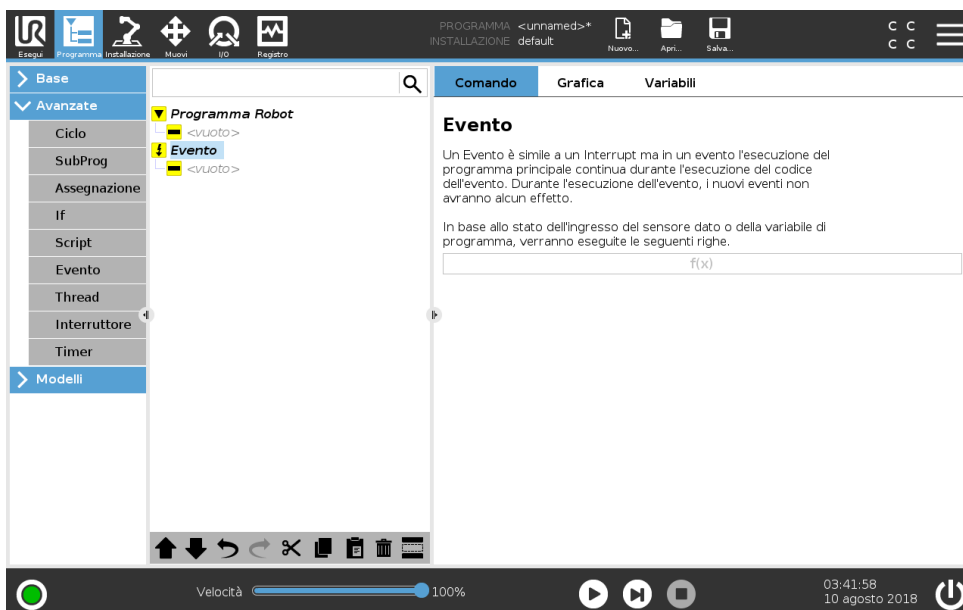 UR
PROGRAMMA <unnamed>*
INSTALLAZIONE default
Esegui Programma Installazione Muovi I/O Registro
Nuovo... Apri... Salva...
C C
C C
Base
Avanzate
Ciclo
SubProg
Assegnazione
If
Script
Evento
Thread
Interruttore
Timer
Modelli
Programma Robot
<vuoto>
Evento
<vuoto>
Comando Grafica Variabili
Evento
Un Evento è simile a un Interrupt ma in un evento l'esecuzione del
programma principale continua durante l'esecuzione del codice
dell'evento. Durante l'esecuzione dell'evento, i nuovi eventi non
avranno alcun effetto.
In base allo stato dell'ingresso del sensore dato o della variabile di
programma, verranno eseguite le seguenti righe.
f(x)
Velocità 100%
03:41:58
10 agosto 2018